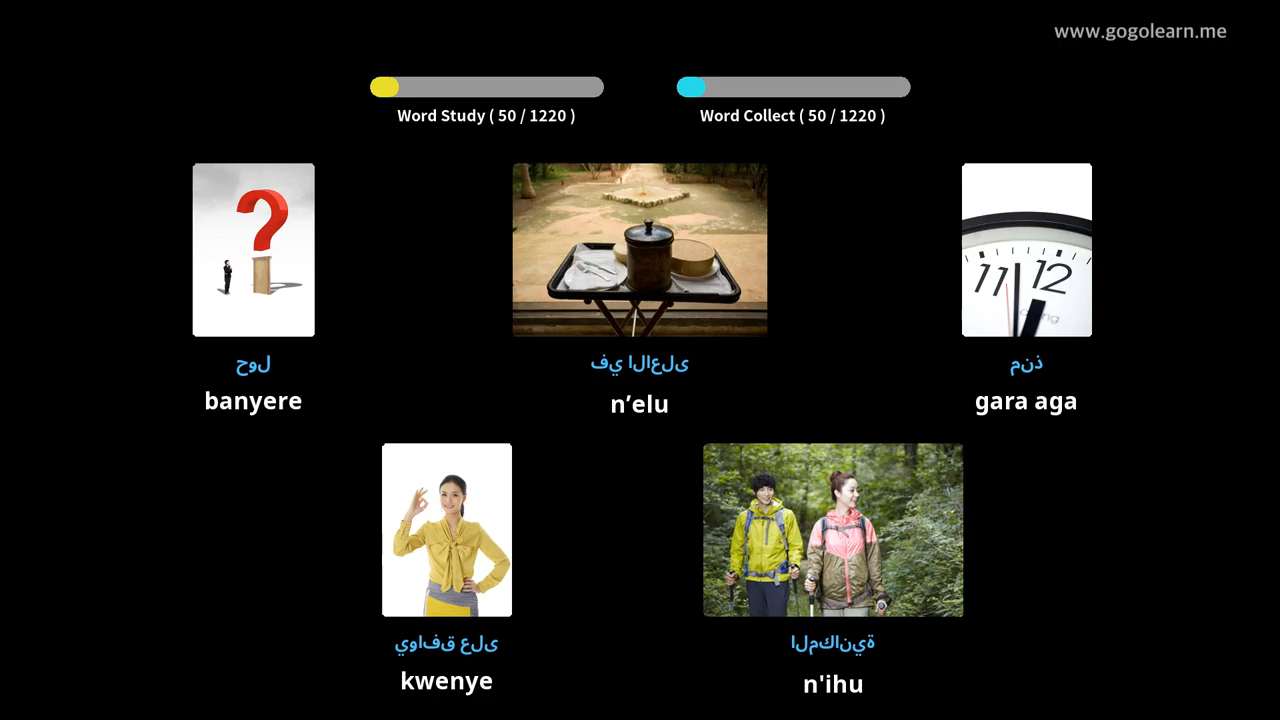 www.gogolearn.me
Word Study ( 50 / 1220 )
Word Collect ( 50 / 1220 )
حول
banyere
في الاعلى
n’elu
منذ
gara aga
يوافق على
kwenye
المكانية
n'ihu